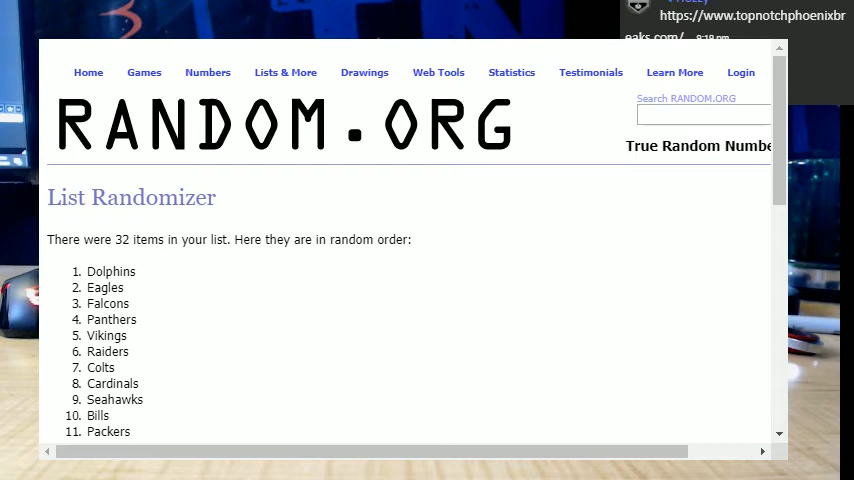 https://www.topnotchphoenixbr
eaks.com/ 9:19 pm
Home Games Numbers Lists & More Drawings Web Tools Statistics Testimonials Learn More Login
Search RANDOM.ORG
RANDOM.ORG
True Random Numbe
List Randomizer
There were 32 items in your list. Here they are in random order:
1. Dolphins
2. Eagles
3. Falcons
4. Panthers
5. Vikings
6. Raiders
7. Colts
8. Cardinals
9. Seahawks
10. Bills
11. Packers